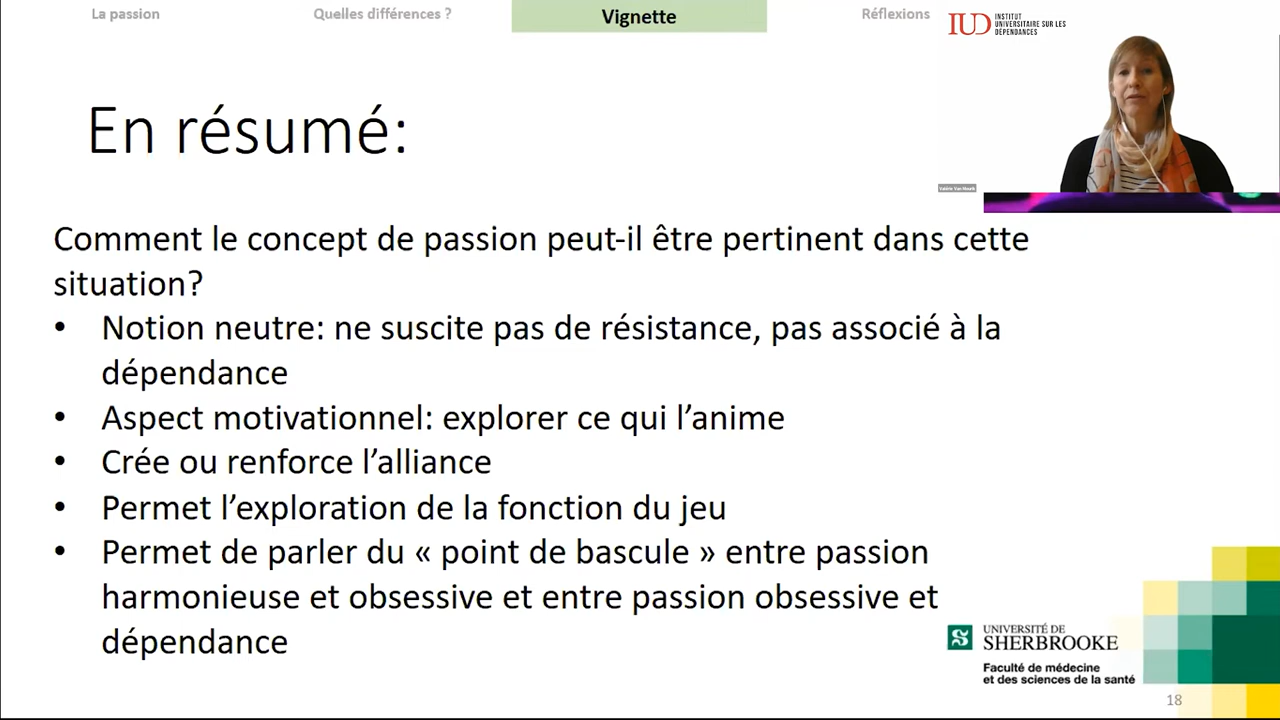 La passion
Quelles différences ?
Vignette
Réflexions
IUD
INSTITUT
UNIVERSITAIRE SUR LES
DÉPENDANCES
En résumé:
Comment le concept de passion peut-il être pertinent dans cette
situation?
• Notion neutre: ne suscite pas de résistance, pas associé à la
dépendance
• Aspect motivationnel: explorer ce qui l’anime
• Crée ou renforce l’alliance
• Permet l’exploration de la fonction du jeu
• Permet de parler du « point de bascule » entre passion
harmonieuse et obsessive et entre passion obsessive et
dépendance
UNIVERSITÉ DE
SHERBROOKE
Faculté de médecine
et des sciences de la santé
18